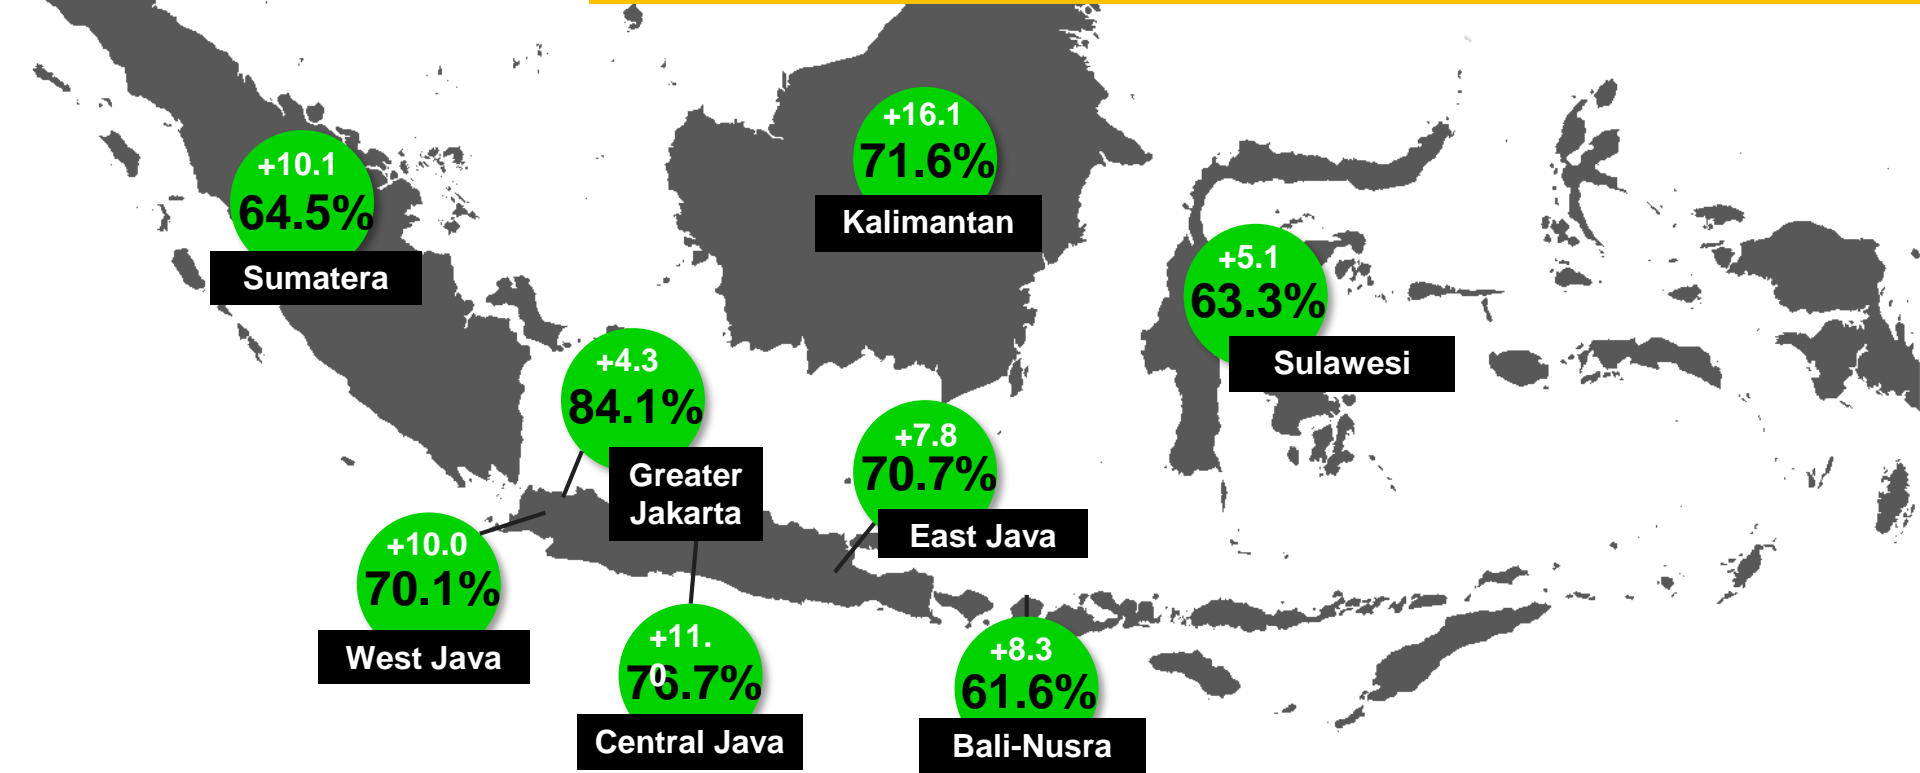 +16.1
71.6%
Kalimantan
+10.1
64.5%
Sumatera
+5.1
63.3%
Sulawesi
+4.3
84.1%
Greater
Jakarta
+7.8
70.7%
East Java
+10.0
70.1%
West Java
+11.
0
76.7%
Central Java
+8.3
61.6%
Bali-Nusra